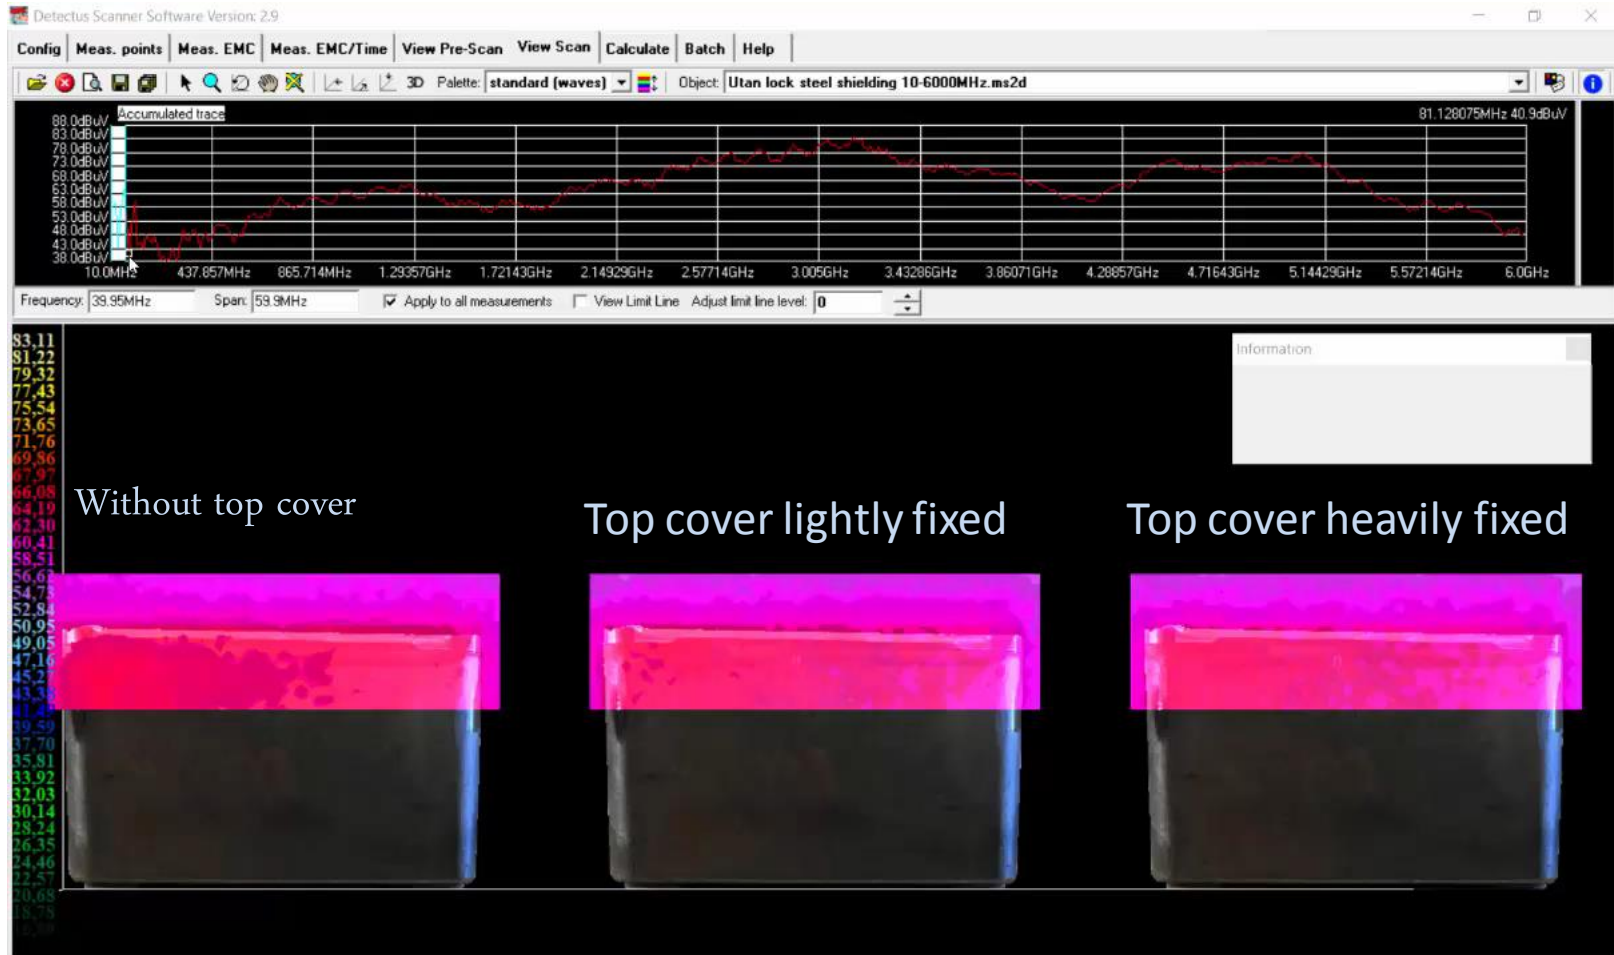 Detectus Scanner Software Version: 2.9
Config Meas. points Meas. EMC Meas. EMC/Time View Pre-Scan View Scan Calculate Batch Help
3D Palette: standard (waves) Object: Utan lock steel shielding 10-6000MHz.ms2d
Accumulated trace 81.128075MHz 40.9dBuV
88.0dBuV
83.0dBuV
78.0dBuV
73.0dBuV
68.0dBuV
63.0dBuV
58.0dBuV
53.0dBuV
48.0dBuV
43.0dBuV
38.0dBuV
10.0MHz 437.857MHz 865.714MHz 1.29357GHz 1.72143GHz 2.14929GHz 2.57714GHz 3.005GHz 3.43286GHz 3.86071GHz 4.28857GHz 4.71643GHz 5.14429GHz 5.57214GHz 6.0GHz
Frequency: 39.95MHz Span: 59.9MHz Apply to all measurements View Limit Line Adjust limit line level: 0
Information
83,11
81,22
79,32
77,43
75,54
73,65
71,76
69,86
67,97
66,08
64,19
62,30
60,41
58,51
56,62
54,73
52,84
50,95
49,05
47,16
45,27
43,38
39,59
37,70
35,81
33,92
32,03
30,14
28,24
26,35
24,46
22,57
20,68
18,78
Without top cover
Top cover lightly fixed
Top cover heavily fixed